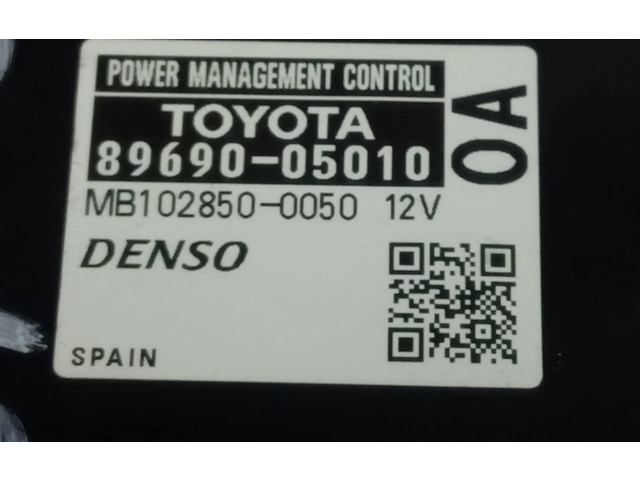 POWER MANAGEMENT CONTROL
TOYOTA
89690-05010
0A
MB102850-0050 12V
DENSO
SPAIN